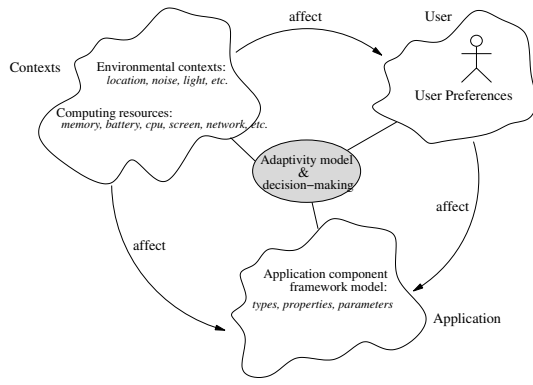 affect
User
Contexts
Environmental contexts:
location, noise, light, etc.
User Preferences
Computing resources:
memory, battery, cpu, screen, network, etc.
Adaptivity model
&
decision-making
affect
affect
Application component
framework model:
types, properties, parameters
Application